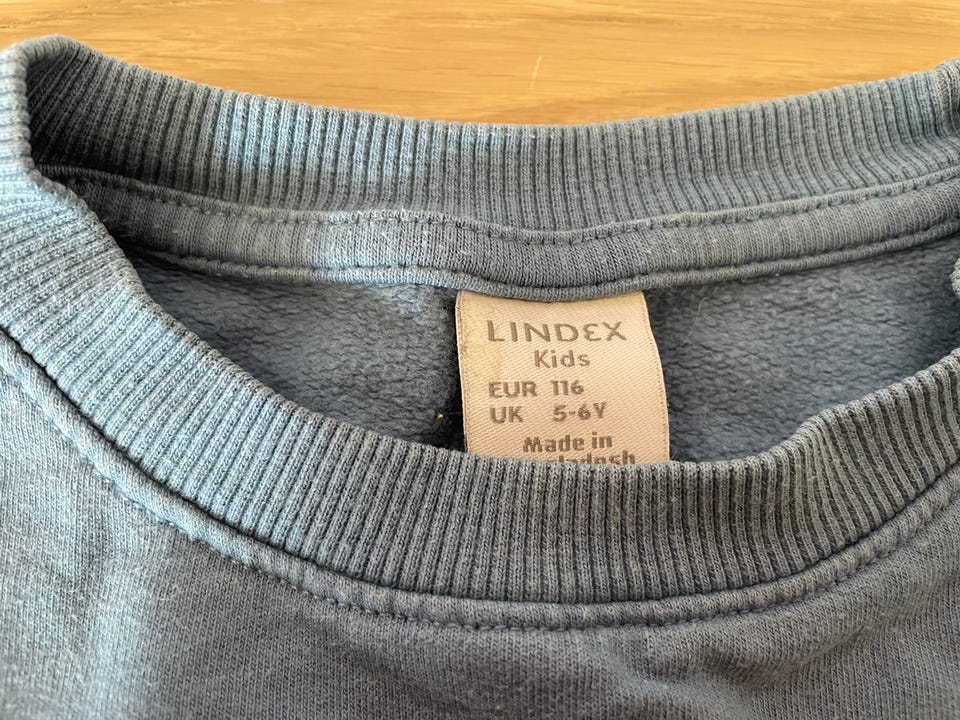 LINDEX
Kids
EUR 116
UK 5-6Y
Made in